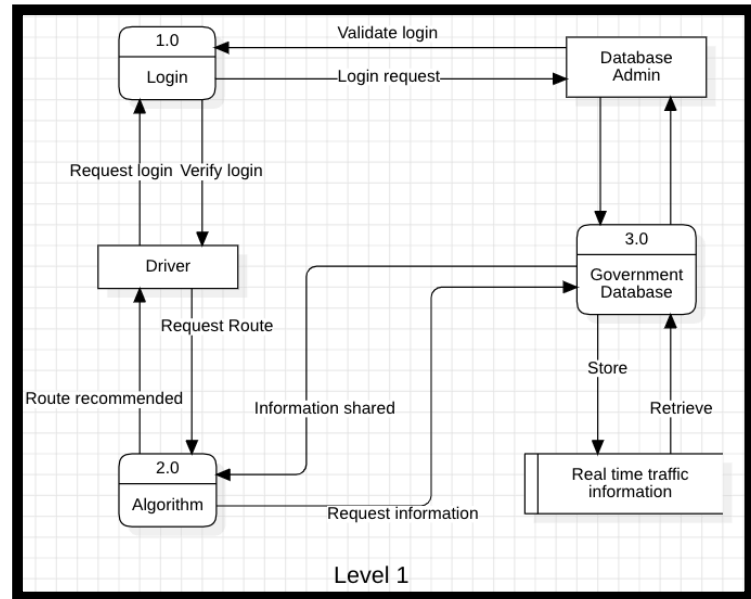 1.0
Login
Validate login
Login request
Database
Admin
Request login
Verify login
Driver
3.0
Government
Database
Request Route
Store
Route recommended
Information shared
Retrieve
2.0
Algorithm
Real time traffic
information
Request information
Level 1